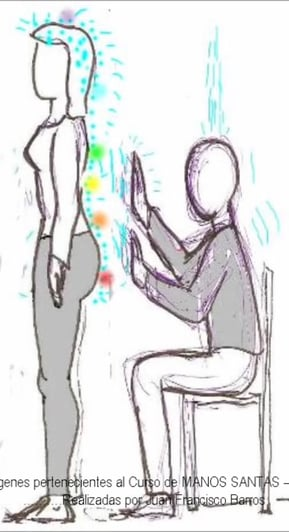 genes pertenecientes al Curso de MANOS SANTAS –
Realizadas por Juan Francisco Barros